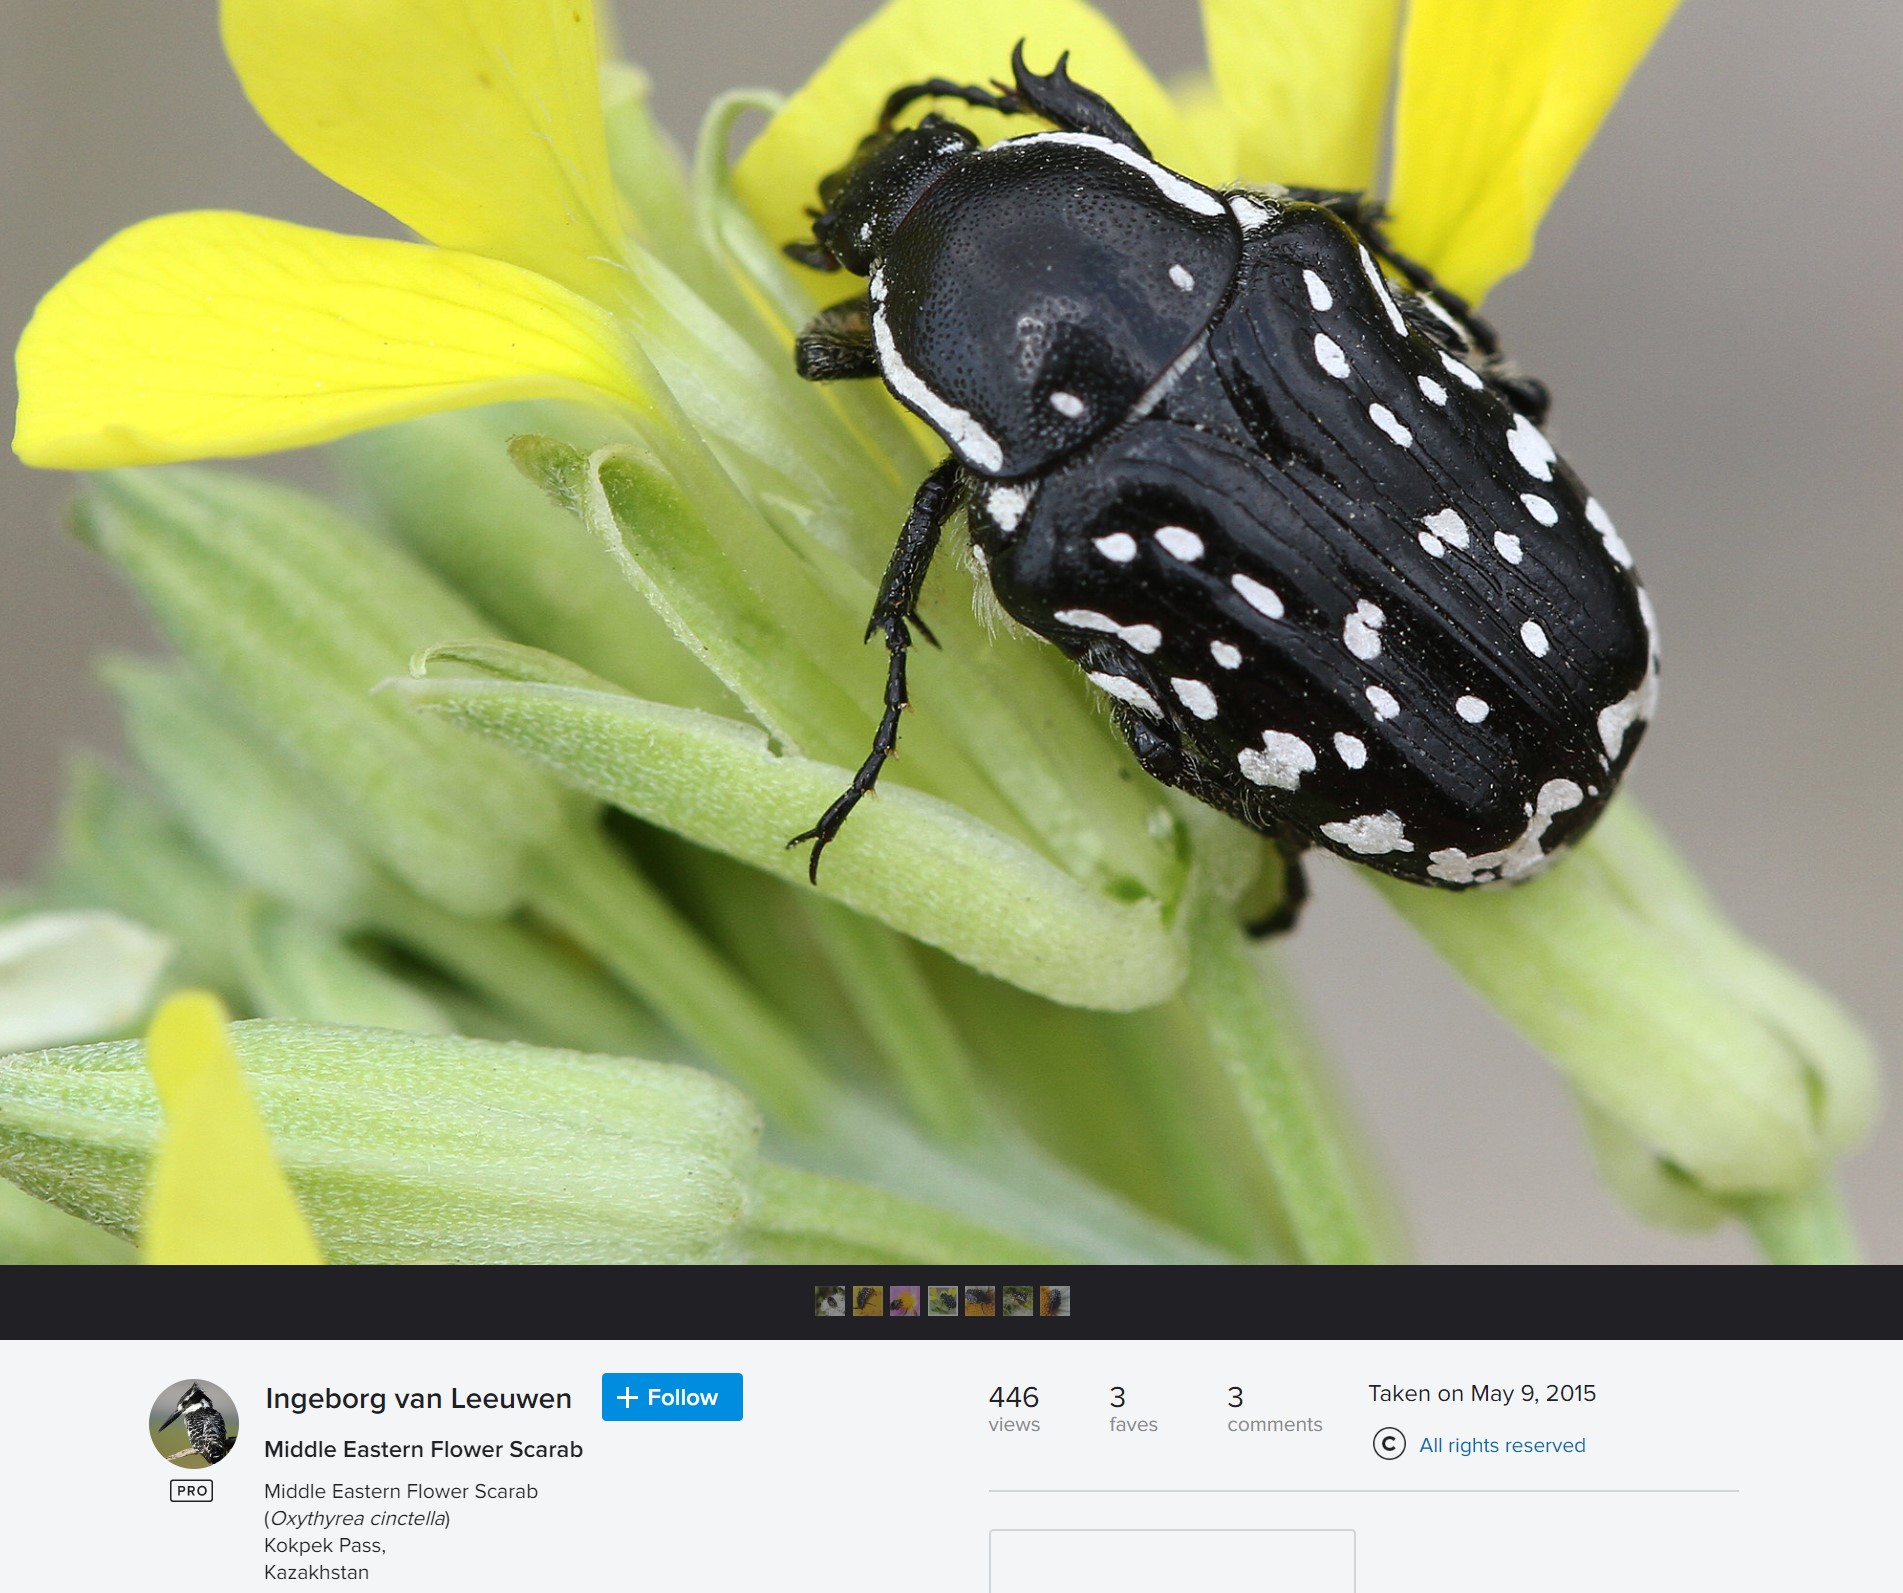 Ingeborg van Leeuwen
+ Follow
Middle Eastern Flower Scarab
PRO
Middle Eastern Flower Scarab
(Oxythyrea cinctella)
Kokpek Pass,
Kazakhstan
446
views
3
faves
3
comments
Taken on May 9, 2015
© All rights reserved